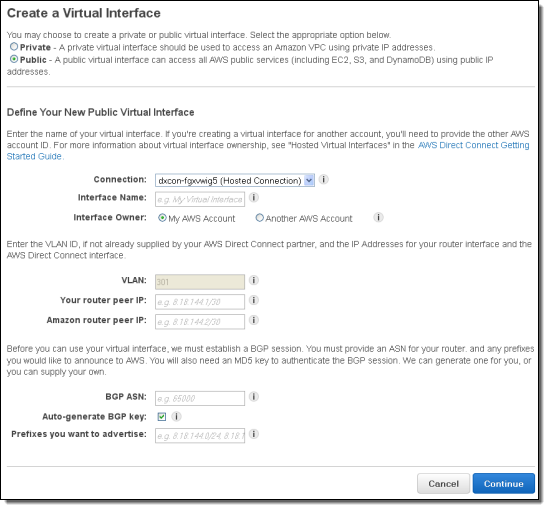 Create a Virtual Interface
You may choose to create a private or public virtual interface. Select the appropriate option below.
Private - A private virtual interface should be used to access an Amazon VPC using private IP addresses.
Public - A public virtual interface can access all AWS public services (including EC2, S3, and DynamoDB) using public IP
addresses.
Define Your New Public Virtual Interface
Enter the name of your virtual interface. If you're creating a virtual interface for another account, you'll need to provide the other AWS
account ID. For more information about virtual interface ownership, see "Hosted Virtual Interfaces" in the AWS Direct Connect Getting
Started Guide.
Connection: dxcon-fgxvwig5 (Hosted Connection) i
Interface Name: e.g. My Virtual Interface i
Interface Owner: My AWS Account Another AWS Account i
Enter the VLAN ID, if not already supplied by your AWS Direct Connect partner, and the IP Addresses for your router interface and the
AWS Direct Connect interface.
VLAN: 301 i
Your router peer IP: e.g. 8.18.144.1/30 i
Amazon router peer IP: e.g. 8.18.144.2/30 i
Before you can use your virtual interface, we must establish a BGP session. You must provide an ASN for your router. and any prefixes
you would like to announce to AWS. You will also need an MD5 key to authenticate the BGP session. We can generate one for you, or
you can supply your own.
BGP ASN: e.g. 65000 i
Auto-generate BGP key: i
Prefixes you want to advertise: e.g. 8.18.144.0/24, 8.18.1 i
Cancel Continue